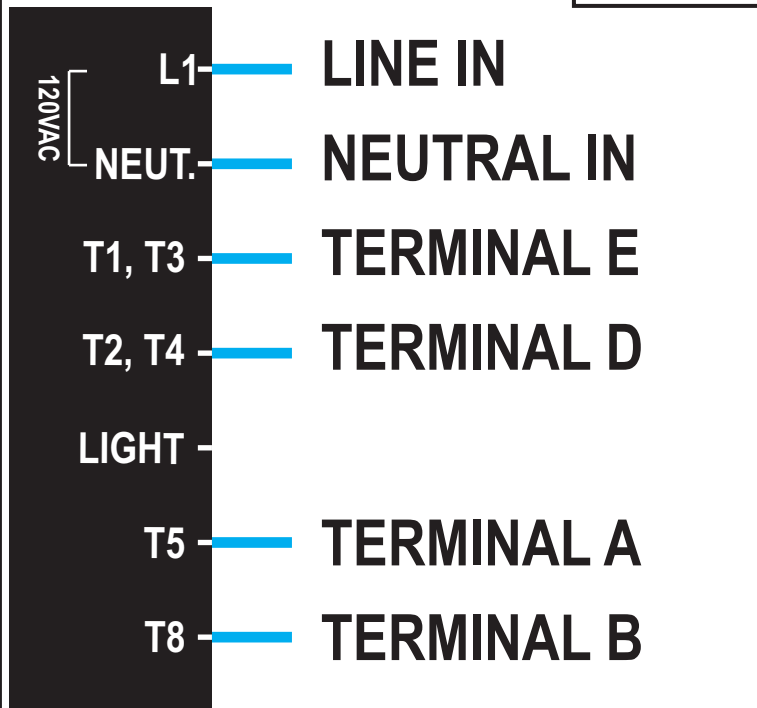 120VAC
L1 LINE IN
NEUT. NEUTRAL IN
T1, T3 TERMINAL E
T2, T4 TERMINAL D
LIGHT
T5 TERMINAL A
T8 TERMINAL B